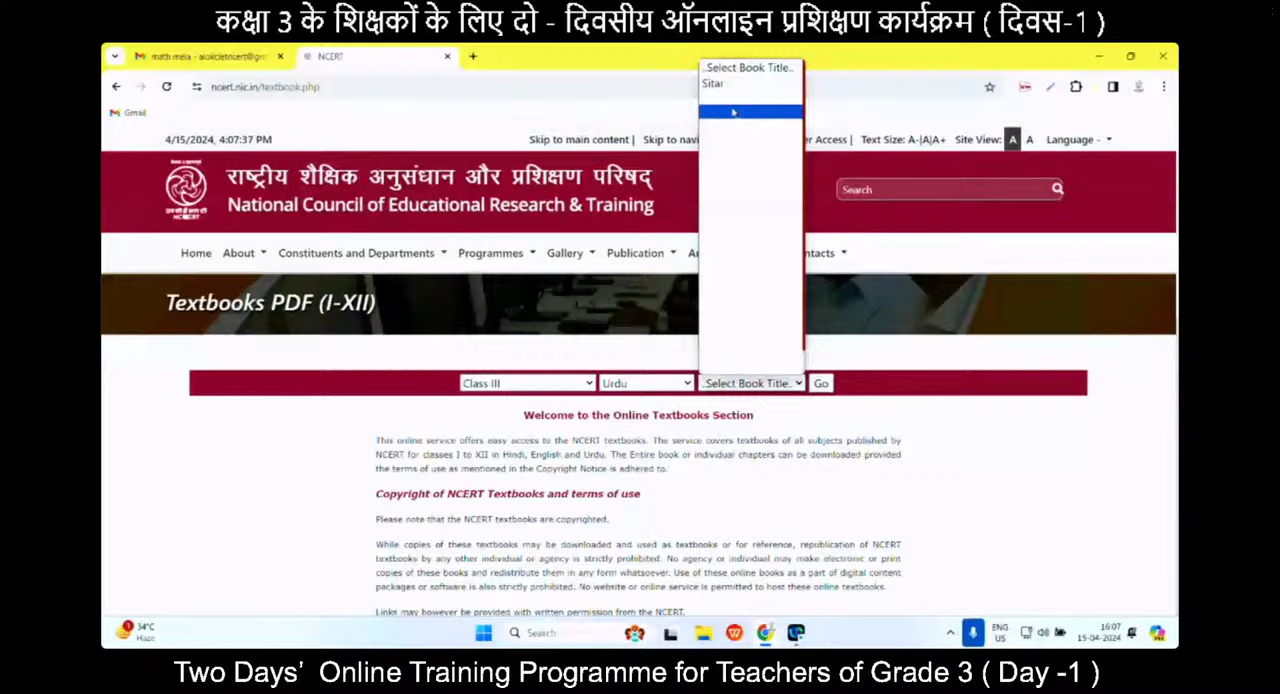 कक्षा 3 के शिक्षकों के लिए दो - दिवसीय ऑनलाइन प्रशिक्षण कार्यक्रम ( दिवस-1 )
math mela - aiokcletncert@gm
NCERT
..Select Book Title..
Sitar
ncert.nic.in/textbook.php
Gmail
4/15/2024, 4:07:37 PM
Skip to main content |
Skip to navi
er Access |
Text Size: A-|A|A+
Site View: A A
Language -
राष्ट्रीय शैक्षिक अनुसंधान और प्रशिक्षण परिषद्
National Council of Educational Research & Training
Search
Home About Constituents and Departments Programmes Gallery Publication A ntacts
Textbooks PDF (I-XII)
Class III Urdu ..Select Book Title.. Go
Welcome to the Online Textbooks Section
This online service offers easy access to the NCERT textbooks. The service covers textbooks of all subjects published by
NCERT for classes I to XII in Hindi, English and Urdu. The Entire book or individual chapters can be downloaded provided
the terms of use as mentioned in the Copyright Notice is adhered to.
Copyright of NCERT Textbooks and terms of use
Please note that the NCERT textbooks are copyrighted.
While copies of these textbooks may be downloaded and used as textbooks or for reference, republication of NCERT
textbooks by any other individual or agency is strictly prohibited. No agency or individual may make electronic or print
copies of these books and redistribute them in any form whatsoever. Use of these online books as a part of digital content
packages or software is also strictly prohibited. No website or online service is permitted to host these online textbooks.
Links may however be provided with written permission from the NCERT.
34°C
Haze
Search
ENG
US
16:07
15-04-2024
Two Days' Online Training Programme for Teachers of Grade 3 ( Day -1 )